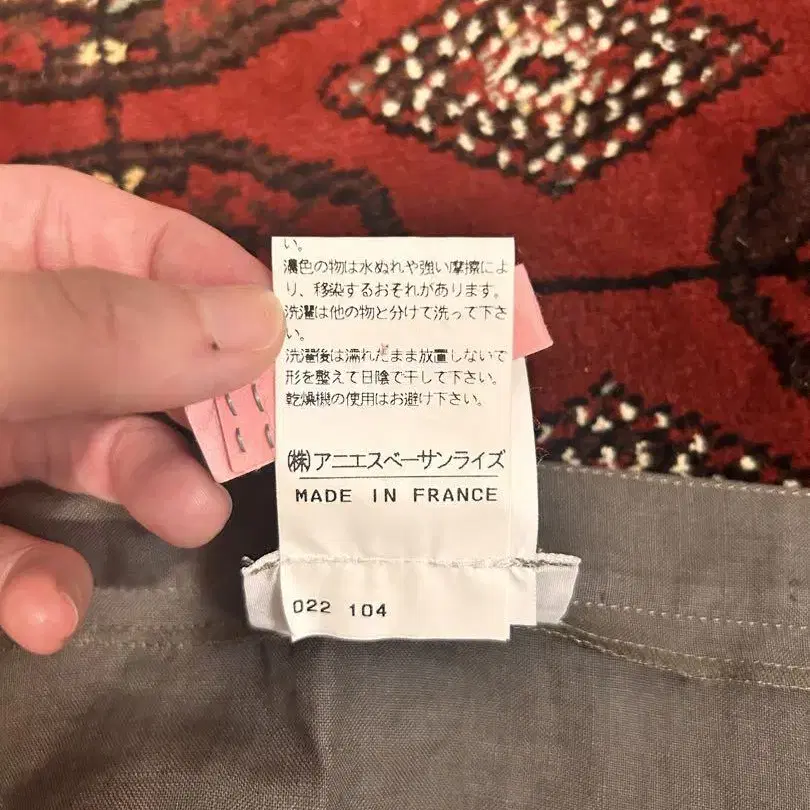 い。
濃色の物は水ぬれや強い摩擦によ
り、移染するおそれがあります。
洗濯は他の物と分けて洗って下さ
い。
洗濯後は濡れたまま放置しないで
形を整えて日陰で干して下さい。
乾燥機の使用はお避け下さい。
(株)アニエスベーサンライズ
MADE IN FRANCE
022 104